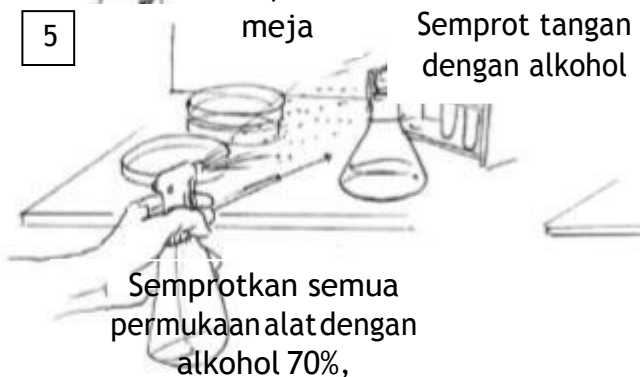 5
meja
Semprot tangan
dengan alkohol
Semprotkan semua
permukaan alat dengan
alkohol 70%,